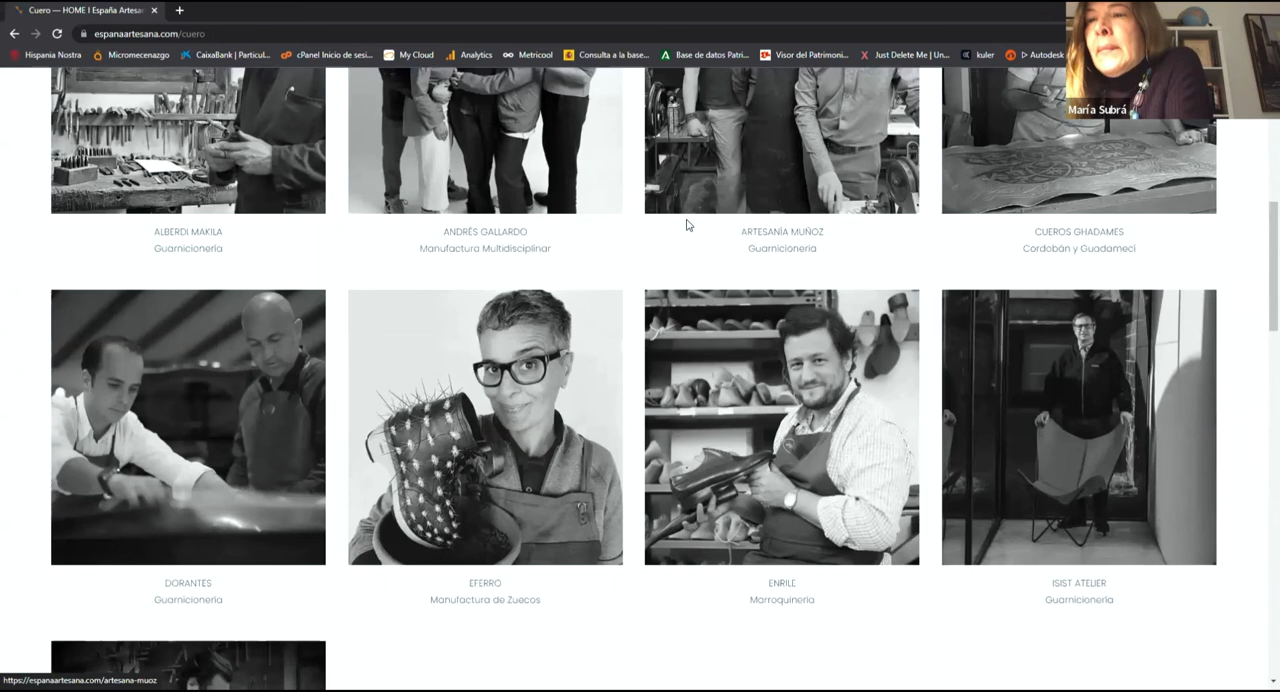 Cuero — HOME I España Artesa
espanaartesana.com/cuero
Hispania Nostra
Micromecenazgo
CaixaBank | Particul...
cPanel Inicio de sesi...
My Cloud
Analytics
Metricool
Consulta a la base...
Base de datos Patri...
Visor del Patrimoni...
Just Delete Me | Un...
kuler
Autodesk
María Subrá
ALBERDI MAKILA
Guarnicionería
ANDRÉS GALLARDO
Manufactura Multidisciplinar
ARTESANÍA MUÑOZ
Guarnicionería
CUEROS GHADAMES
Cordobán y Guadamecí
DORANTES
Guarnicionería
EFERRO
Manufactura de Zuecos
ENRILE
Marroquinería
ISIST ATELIER
Guarnicionería
https://espanaartesana.com/artesana-muoz